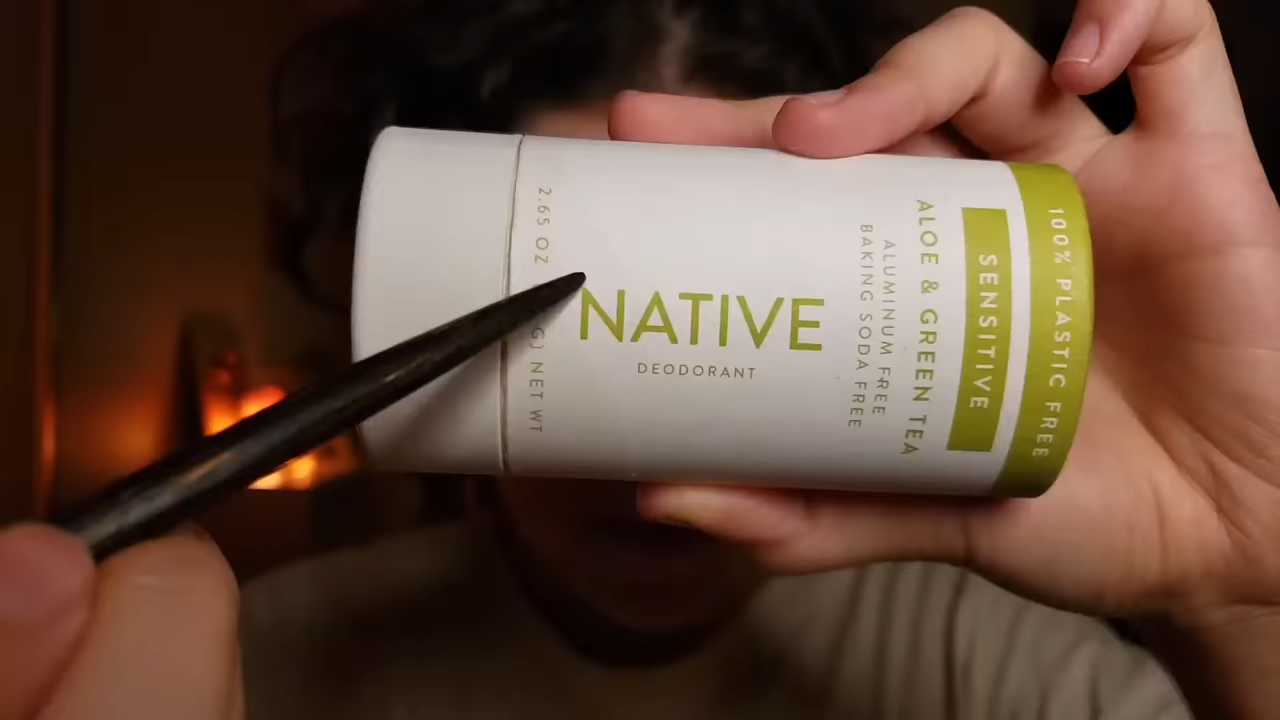 NATIVE
DEODORANT
100% PLASTIC FREE
SENSITIVE
ALOE & GREEN TEA
ALUMINUM FREE
BAKING SODA FREE
2.65 OZ G) NET WT